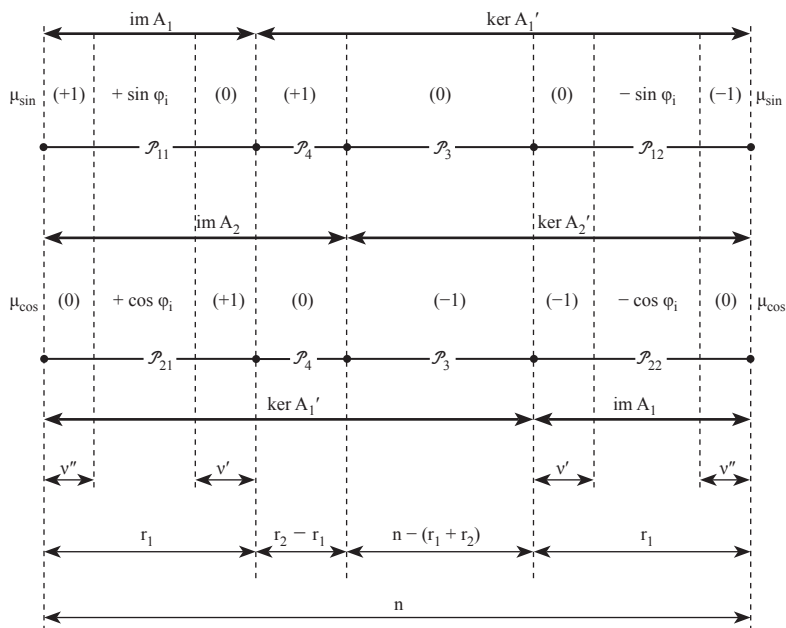 im A₁ ker A₁′
μsin (+1) + sin φᵢ (0) (+1) (0) (0) − sin φᵢ (−1) μsin
𝒫₁₁ 𝒫₄ 𝒫₃ 𝒫₁₂
im A₂ ker A₂′
μcos (0) + cos φᵢ (+1) (0) (−1) (−1) − cos φᵢ (0) μcos
𝒫₂₁ 𝒫₄ 𝒫₃ 𝒫₂₂
ker A₁′ im A₁
ν″ ν′ ν′ ν″
r₁ r₂ − r₁ n − (r₁ + r₂) r₁
n